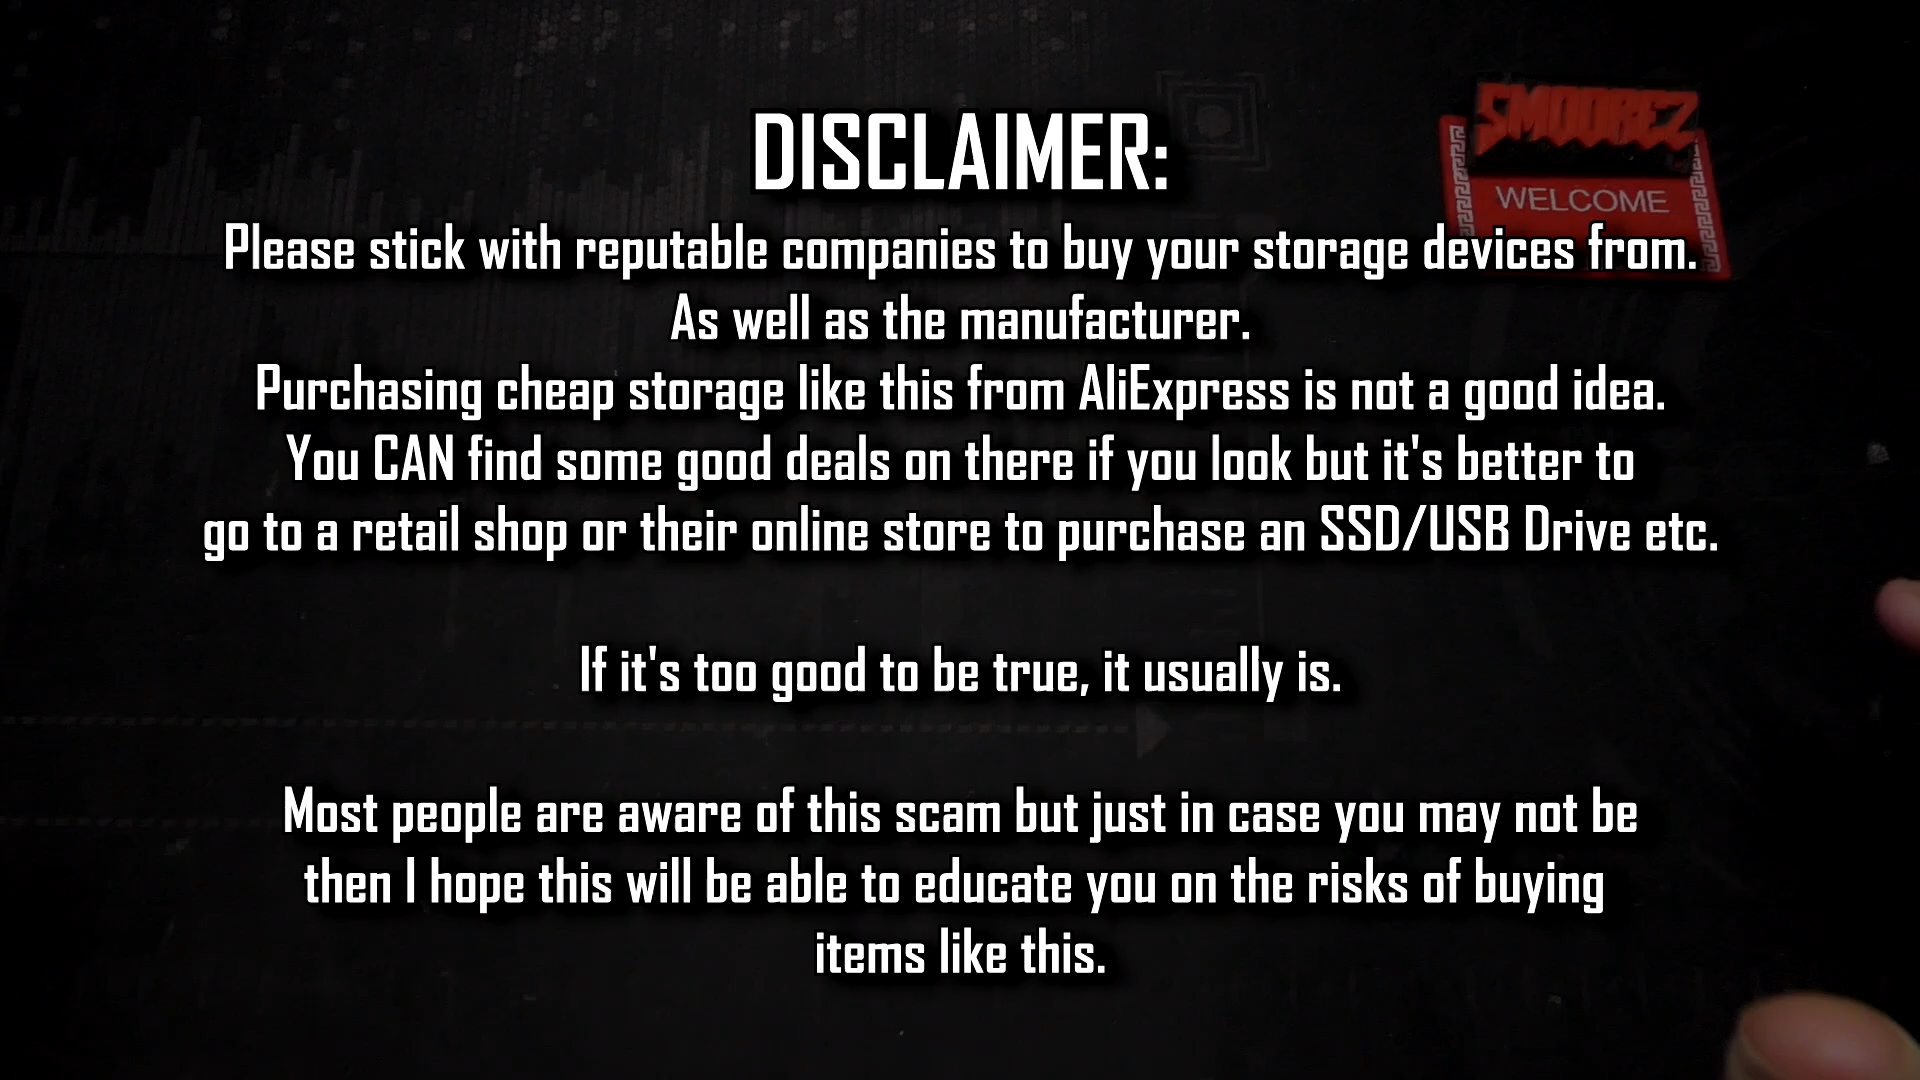 SMOOREZ
WELCOME
DISCLAIMER:
Please stick with reputable companies to buy your storage devices from.
As well as the manufacturer.
Purchasing cheap storage like this from AliExpress is not a good idea.
You CAN find some good deals on there if you look but it's better to
go to a retail shop or their online store to purchase an SSD/USB Drive etc.
If it's too good to be true, it usually is.
Most people are aware of this scam but just in case you may not be
then I hope this will be able to educate you on the risks of buying
items like this.